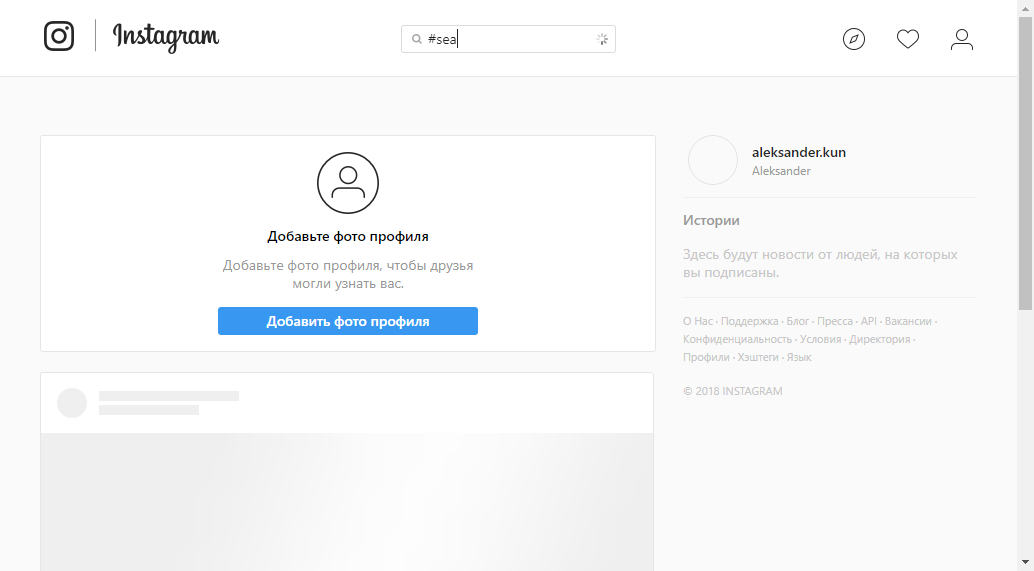 Instagram
#sea
Добавьте фото профиля
Добавьте фото профиля, чтобы друзья
могли узнать вас.
Добавить фото профиля
aleksander.kun
Aleksander
Истории
Здесь будут новости от людей, на которых
вы подписаны.
О Нас · Поддержка · Блог · Пресса · API · Вакансии ·
Конфиденциальность · Условия · Директория ·
Профили · Хэштеги · Язык
© 2018 INSTAGRAM